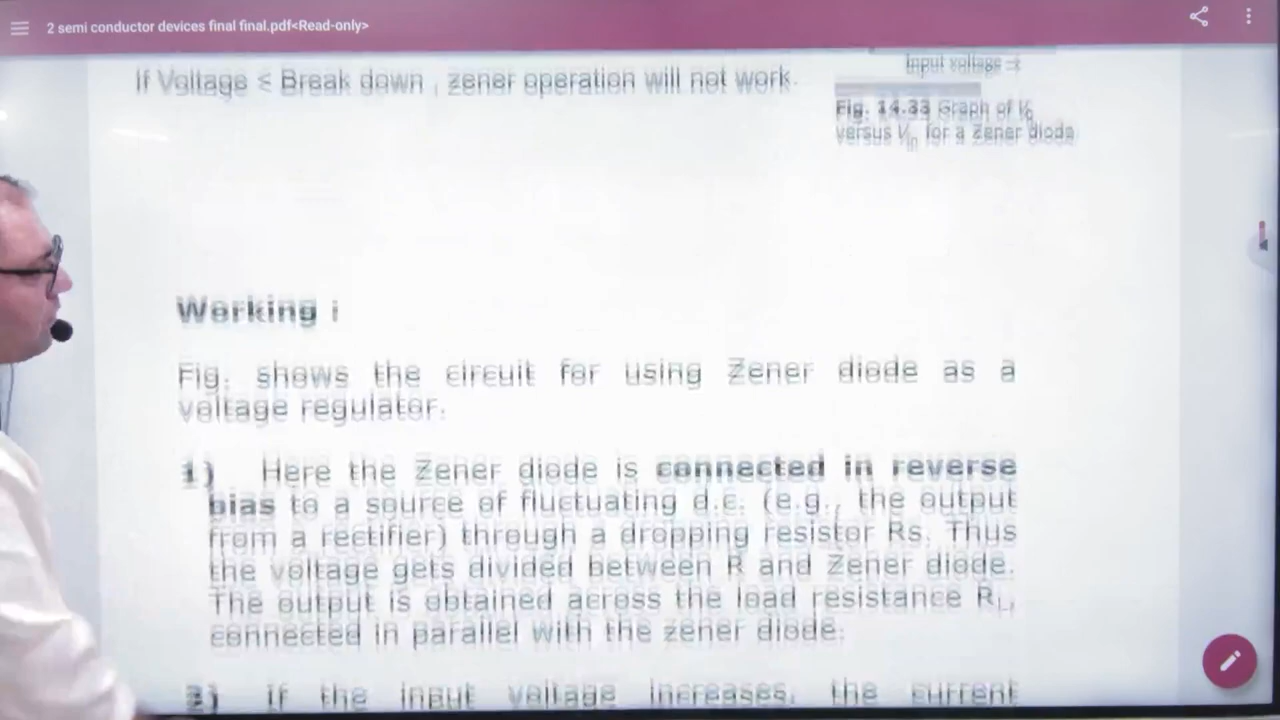 2 semi conductor devices final final.pdf<Read-only>
Input voltage →
If Voltage < Break down , zener operation will not work.
Fig. 14.33 Graph of V₀
versus Vin for a Zener diode
Working :
Fig. shows the circuit for using Zener diode as a
voltage regulator.
1) Here the Zener diode is connected in reverse
bias to a source of fluctuating d.c. (e.g., the output
from a rectifier) through a dropping resistor Rs. Thus
the voltage gets divided between R and Zener diode.
The output is obtained across the load resistance RL,
connected in parallel with the zener diode.
2) If the input voltage increases, the current